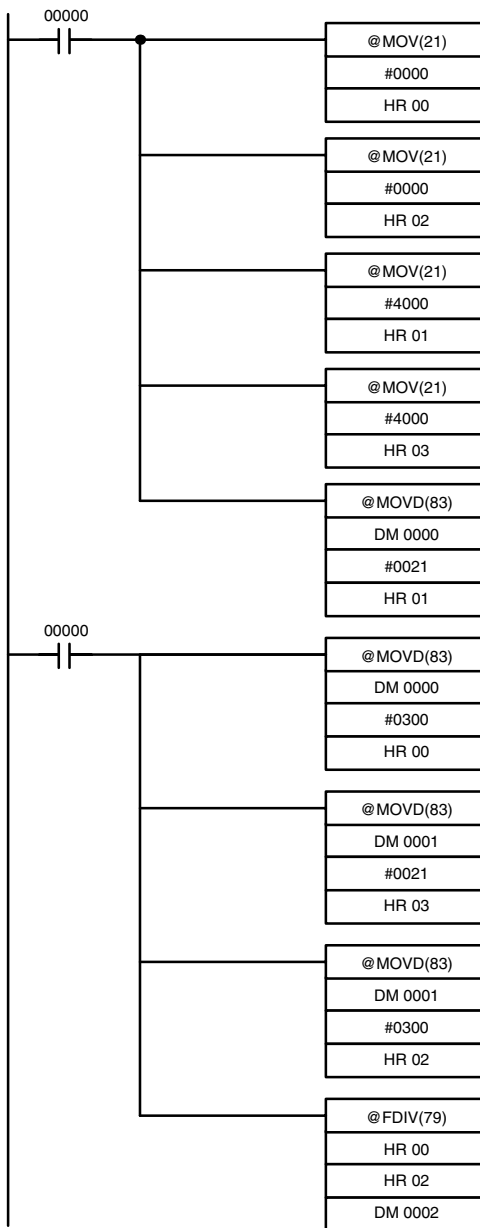 00000
@MOV(21)
#0000
HR 00
@MOV(21)
#0000
HR 02
@MOV(21)
#4000
HR 01
@MOV(21)
#4000
HR 03
@MOVD(83)
DM 0000
#0021
HR 01
00000
@MOVD(83)
DM 0000
#0300
HR 00
@MOVD(83)
DM 0001
#0021
HR 03
@MOVD(83)
DM 0001
#0300
HR 02
@FDIV(79)
HR 00
HR 02
DM 0002